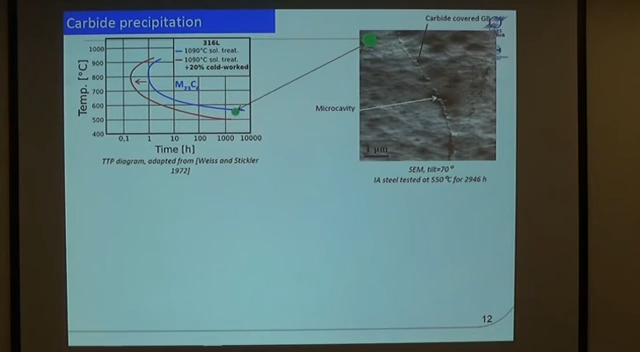 Carbide precipitation
Carbide covered GB
316L
1090°C sol. treat.
1090°C sol. treat.
+20% cold-worked
M23C6
Temp. [°C]
1000
900
800
700
600
500
400
0,1 1 10 100 1000 10000
Time [h]
TTP diagram, adapted from [Weiss and Stickler
1972]
Microcavity
1 µm
SEM, tilt=70°
IA steel tested at 550°C for 2946 h
12